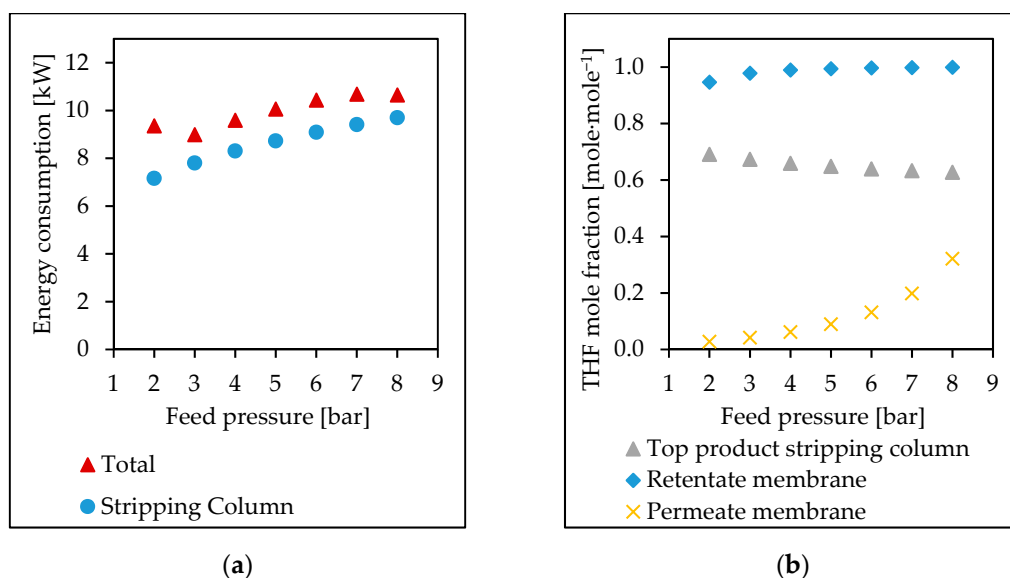 Energy consumption [kW]
12
10
8
6
4
2
0
1 2 3 4 5 6 7 8 9
Feed pressure [bar]
Total
Stripping Column
(a)
THF mole fraction [mole·mole⁻¹]
1.0
0.8
0.6
0.4
0.2
0.0
1 2 3 4 5 6 7 8 9
Feed pressure [bar]
Top product stripping column
Retentate membrane
Permeate membrane
(b)